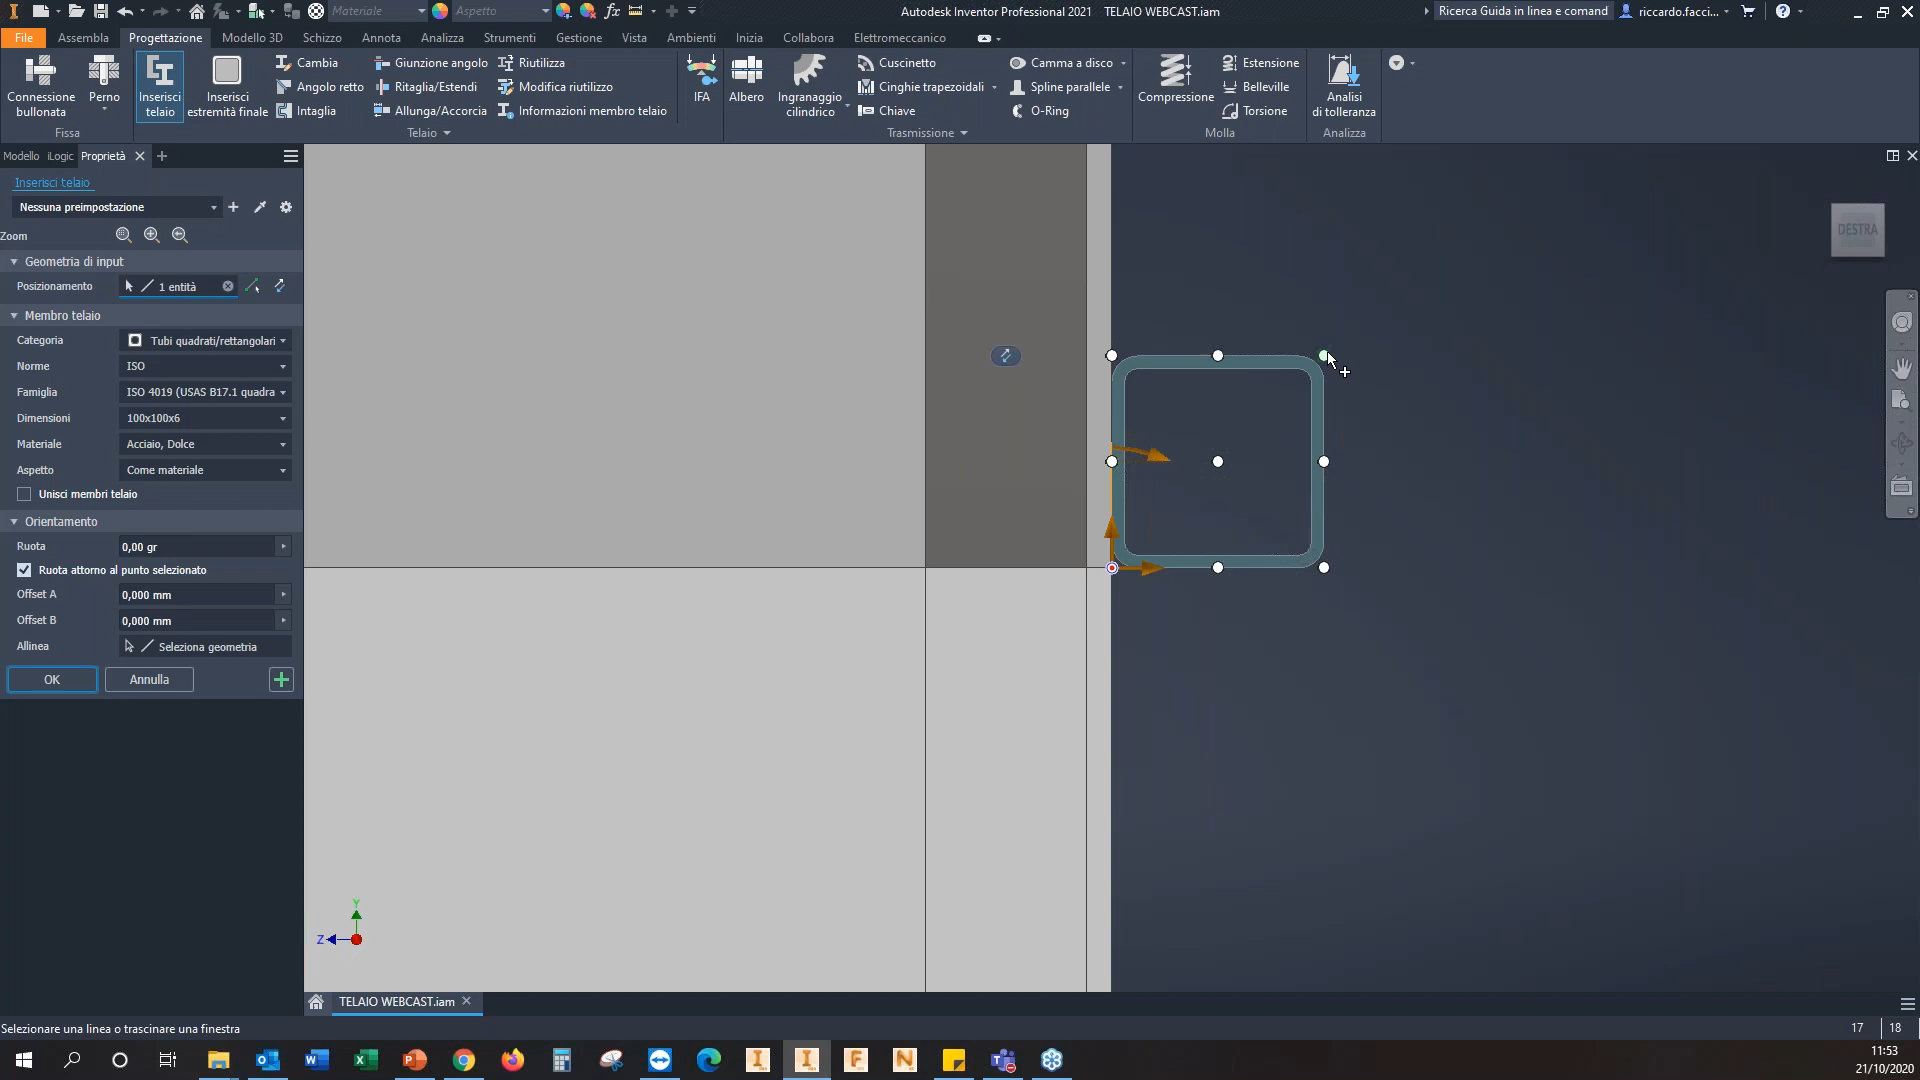 Materiale
Aspetto
Autodesk Inventor Professional 2021 TELAIO WEBCAST.iam
Ricerca Guida in linea e comand
riccardo.facci...
File
Assembla
Progettazione
Modello 3D
Schizzo
Annota
Analizza
Strumenti
Gestione
Vista
Ambienti
Inizia
Collabora
Elettromeccanico
Connessione
bullonata
Perno
Inserisci
telaio
Inserisci
estremità finale
Cambia
Angolo retto
Intaglia
Giunzione angolo
Ritaglia/Estendi
Allunga/Accorcia
Riutilizza
Modifica riutilizzo
Informazioni membro telaio
IFA
Albero
Ingranaggio
cilindrico
Cuscinetto
Cinghie trapezoidali
Chiave
Camma a disco
Spline parallele
O-Ring
Compressione
Estensione
Belleville
Torsione
Analisi
di tolleranza
Fissa
Telaio
Trasmissione
Molla
Analizza
Modello
iLogic
Proprietà
Inserisci telaio
Nessuna preimpostazione
Zoom
Geometria di input
Posizionamento 1 entità
Membro telaio
Categoria Tubi quadrati/rettangolari
Norme ISO
Famiglia ISO 4019 (USAS B17.1 quadra
Dimensioni 100x100x6
Materiale Acciaio, Dolce
Aspetto Come materiale
Unisci membri telaio
Orientamento
Ruota 0,00 gr
Ruota attorno al punto selezionato
Offset A 0,000 mm
Offset B 0,000 mm
Allinea Seleziona geometria
OK
Annulla
DESTRA
Y
Z
TELAIO WEBCAST.iam
Selezionare una linea o trascinare una finestra
17
18
11:53
21/10/2020